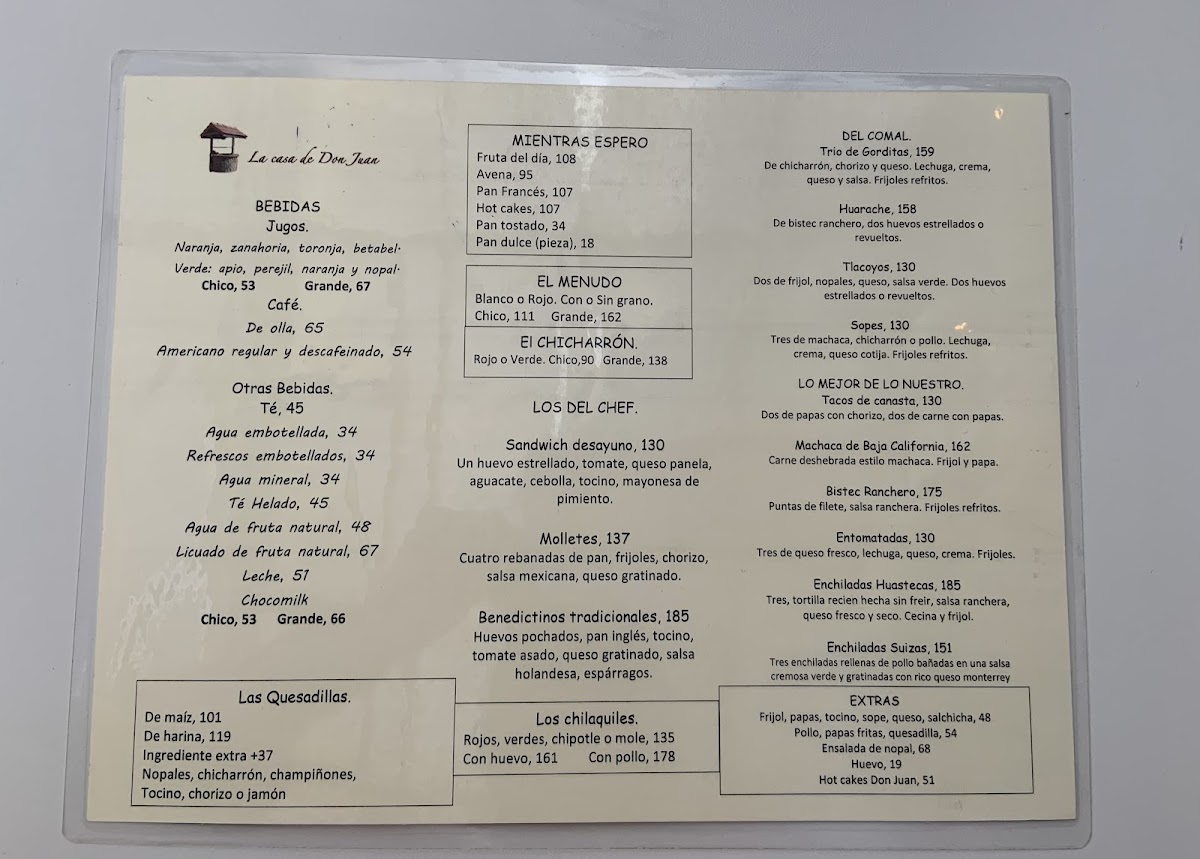 La casa de Don Juan
BEBIDAS
Jugos.
Naranja, zanahoria, toronja, betabel·
Verde: apio, perejil, naranja y nopal·
Chico, 53 Grande, 67
Café.
De olla, 65
Americano regular y descafeinado, 54
Otras Bebidas.
Té, 45
Agua embotellada, 34
Refrescos embotellados, 34
Agua mineral, 34
Té Helado, 45
Agua de fruta natural, 48
Licuado de fruta natural, 67
Leche, 51
Chocomilk
Chico, 53 Grande, 66
Las Quesadillas.
De maíz, 101
De harina, 119
Ingrediente extra +37
Nopales, chicharrón, champiñones,
Tocino, chorizo o jamón
MIENTRAS ESPERO
Fruta del día, 108
Avena, 95
Pan Francés, 107
Hot cakes, 107
Pan tostado, 34
Pan dulce (pieza), 18
EL MENUDO
Blanco o Rojo. Con o Sin grano.
Chico, 111 Grande, 162
El CHICHARRÓN.
Rojo o Verde. Chico,90 Grande, 138
LOS DEL CHEF.
Sandwich desayuno, 130
Un huevo estrellado, tomate, queso panela,
aguacate, cebolla, tocino, mayonesa de
pimiento.
Molletes, 137
Cuatro rebanadas de pan, frijoles, chorizo,
salsa mexicana, queso gratinado.
Benedictinos tradicionales, 185
Huevos pochados, pan inglés, tocino,
tomate asado, queso gratinado, salsa
holandesa, espárragos.
Los chilaquiles.
Rojos, verdes, chipotle o mole, 135
Con huevo, 161 Con pollo, 178
DEL COMAL.
Trio de Gorditas, 159
De chicharrón, chorizo y queso. Lechuga, crema,
queso y salsa. Frijoles refritos.
Huarache, 158
De bistec ranchero, dos huevos estrellados o
revueltos.
Tlacoyos, 130
Dos de frijol, nopales, queso, salsa verde. Dos huevos
estrellados o revueltos.
Sopes, 130
Tres de machaca, chicharrón o pollo. Lechuga,
crema, queso cotija. Frijoles refritos.
LO MEJOR DE LO NUESTRO.
Tacos de canasta, 130
Dos de papas con chorizo, dos de carne con papas.
Machaca de Baja California, 162
Carne deshebrada estilo machaca. Frijol y papa.
Bistec Ranchero, 175
Puntas de filete, salsa ranchera. Frijoles refritos.
Entomatadas, 130
Tres de queso fresco, lechuga, queso, crema. Frijoles.
Enchiladas Huastecas, 185
Tres, tortilla recien hecha sin freir, salsa ranchera,
queso fresco y seco. Cecina y frijol.
Enchiladas Suizas, 151
Tres enchiladas rellenas de pollo bañadas en una salsa
cremosa verde y gratinadas con rico queso monterrey
EXTRAS
Frijol, papas, tocino, sope, queso, salchicha, 48
Pollo, papas fritas, quesadilla, 54
Ensalada de nopal, 68
Huevo, 19
Hot cakes Don Juan, 51